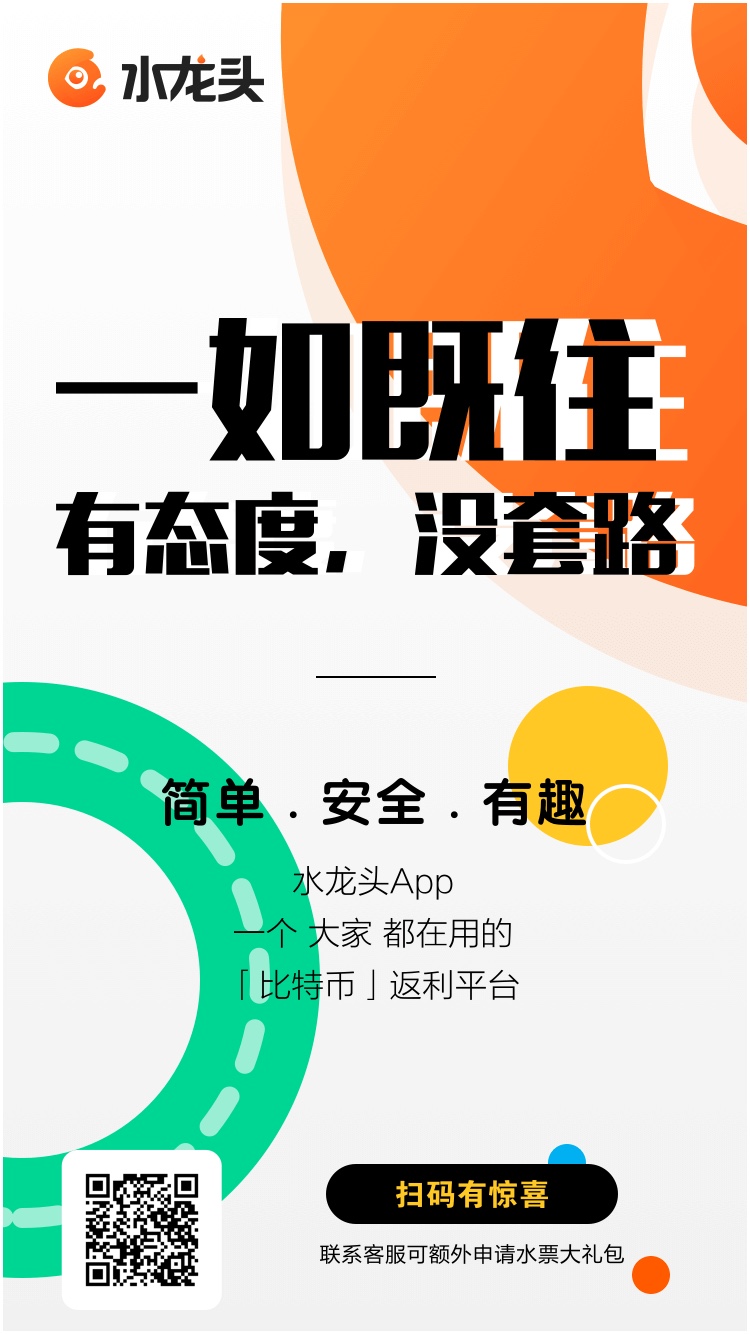 水龙头
一如既往
有态度，没套路
简单 . 安全 . 有趣
水龙头App
一个 大家 都在用的
「 比特币 」返利平台
扫码有惊喜
联系客服可额外申请水票大礼包